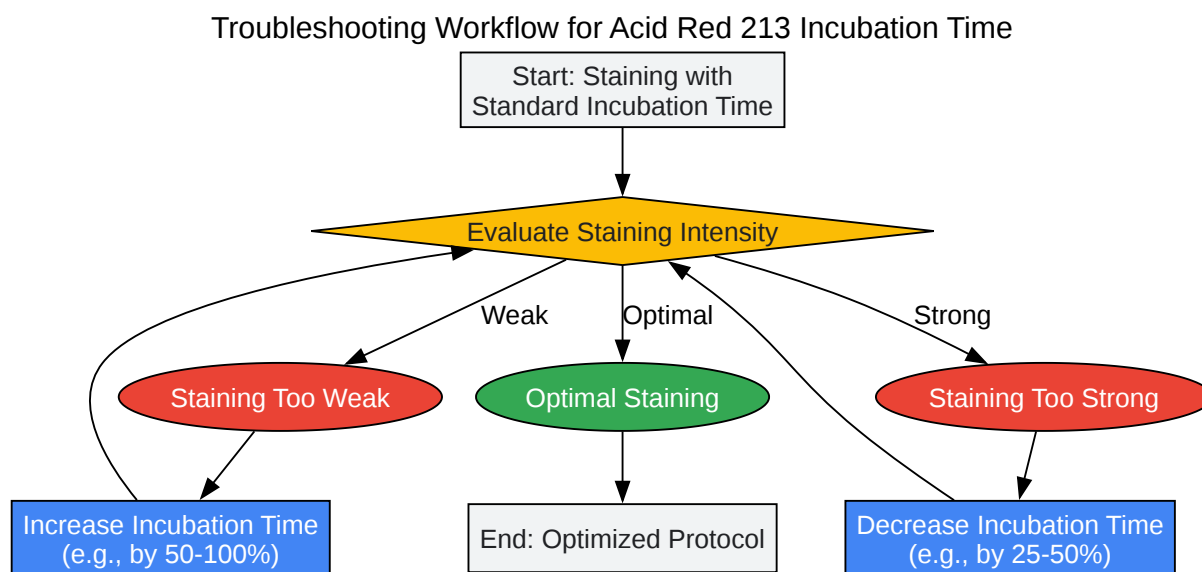 Troubleshooting Workflow for Acid Red 213 Incubation Time
Start: Staining with
Standard Incubation Time
Evaluate Staining Intensity
Weak
Optimal
Strong
Staining Too Weak
Optimal Staining
Staining Too Strong
Increase Incubation Time
(e.g., by 50-100%)
End: Optimized Protocol
Decrease Incubation Time
(e.g., by 25-50%)